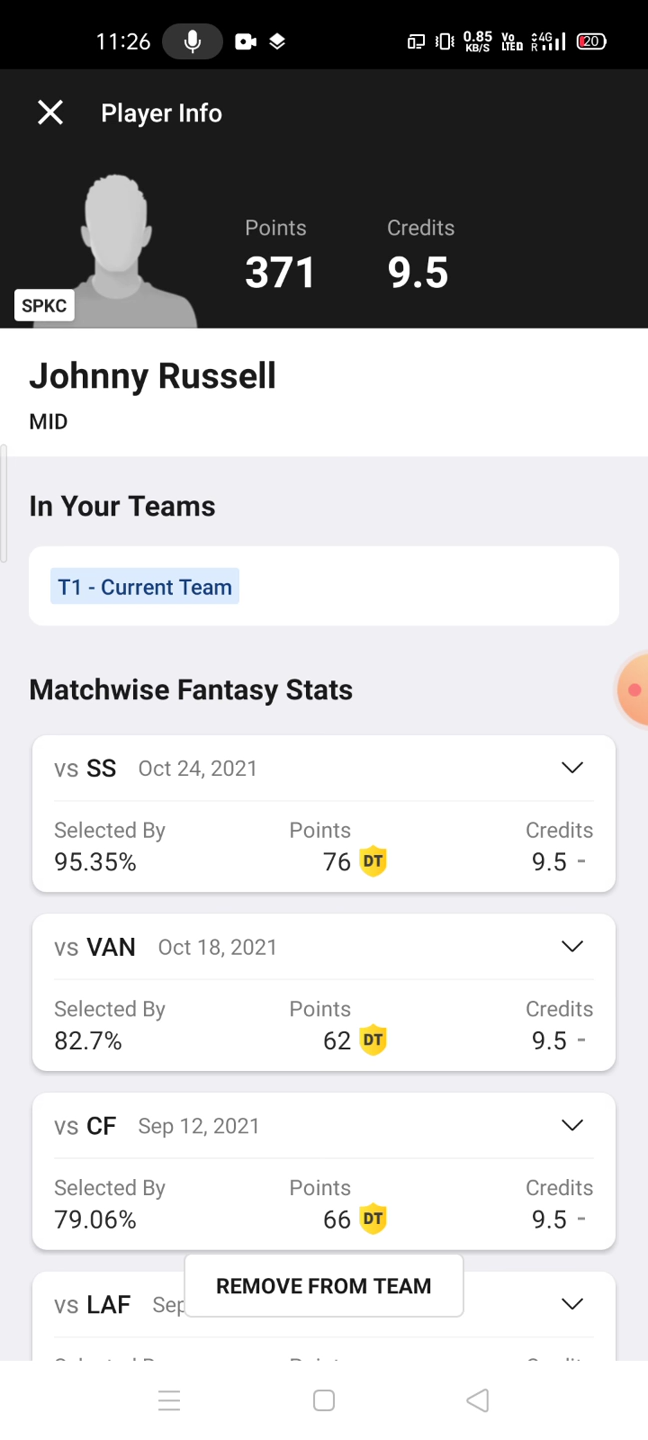 11:26 0.85 KB/S Vo LTED 4G R 20
Player Info
Points Credits
371 9.5
SPKC
Johnny Russell
MID
In Your Teams
T1 - Current Team
Matchwise Fantasy Stats
vs SS Oct 24, 2021
Selected By Points Credits
95.35% 76 DT 9.5 -
vs VAN Oct 18, 2021
Selected By Points Credits
82.7% 62 DT 9.5 -
vs CF Sep 12, 2021
Selected By Points Credits
79.06% 66 DT 9.5 -
REMOVE FROM TEAM
vs LAF Sep